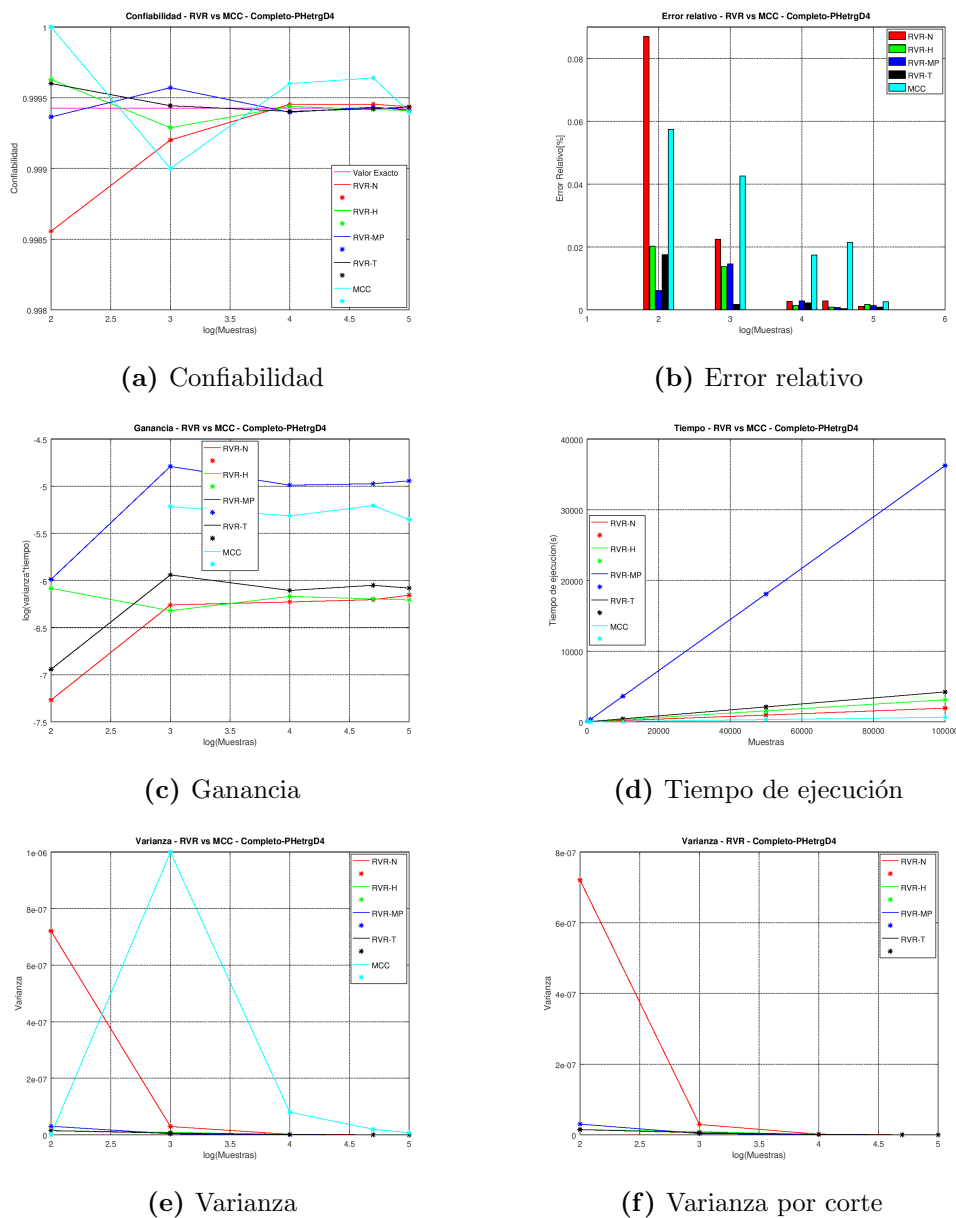 Confiabilidad - RVR vs MCC - Completo-PHetrgD4
1
0.9995
0.999
0.9985
0.998
Confiabilidad
Valor Exacto
RVR-N
RVR-H
RVR-MP
RVR-T
MCC
2
2.5
3
3.5
4
4.5
5
log(Muestras)
(a) Confiabilidad
Error relativo - RVR vs MCC - Completo-PHetrgD4
0.08
0.06
0.04
0.02
0
Error Relativo[%]
RVR-N
RVR-H
RVR-MP
RVR-T
MCC
1
2
3
4
5
6
log(Muestras)
(b) Error relativo
Ganancia - RVR vs MCC - Completo-PHetrgD4
-4.5
-5
-5.5
-6
-6.5
-7
-7.5
log(varianza*tiempo)
RVR-N
RVR-H
RVR-MP
RVR-T
MCC
2
2.5
3
3.5
4
4.5
5
log(Muestras)
(c) Ganancia
Tiempo - RVR vs MCC - Completo-PHetrgD4
40000
30000
20000
10000
0
Tiempo de ejecucion(s)
RVR-N
RVR-H
RVR-MP
RVR-T
MCC
0
20000
40000
60000
80000
100000
Muestras
(d) Tiempo de ejecución
Varianza - RVR vs MCC - Completo-PHetrgD4
1e-06
8e-07
6e-07
4e-07
2e-07
0
Varianza
RVR-N
RVR-H
RVR-MP
RVR-T
MCC
2
2.5
3
3.5
4
4.5
5
log(Muestras)
(e) Varianza
Varianza - RVR - Completo-PHetrgD4
8e-07
6e-07
4e-07
2e-07
0
Varianza
RVR-N
RVR-H
RVR-MP
RVR-T
2
2.5
3
3.5
4
4.5
5
log(Muestras)
(f) Varianza por corte